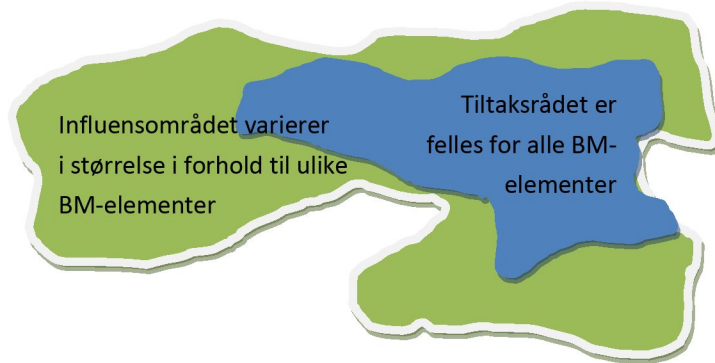 Influensområdet varierer
i størrelse i forhold til ulike
BM-elementer
Tiltaksrådet er
felles for alle BM-
elementer